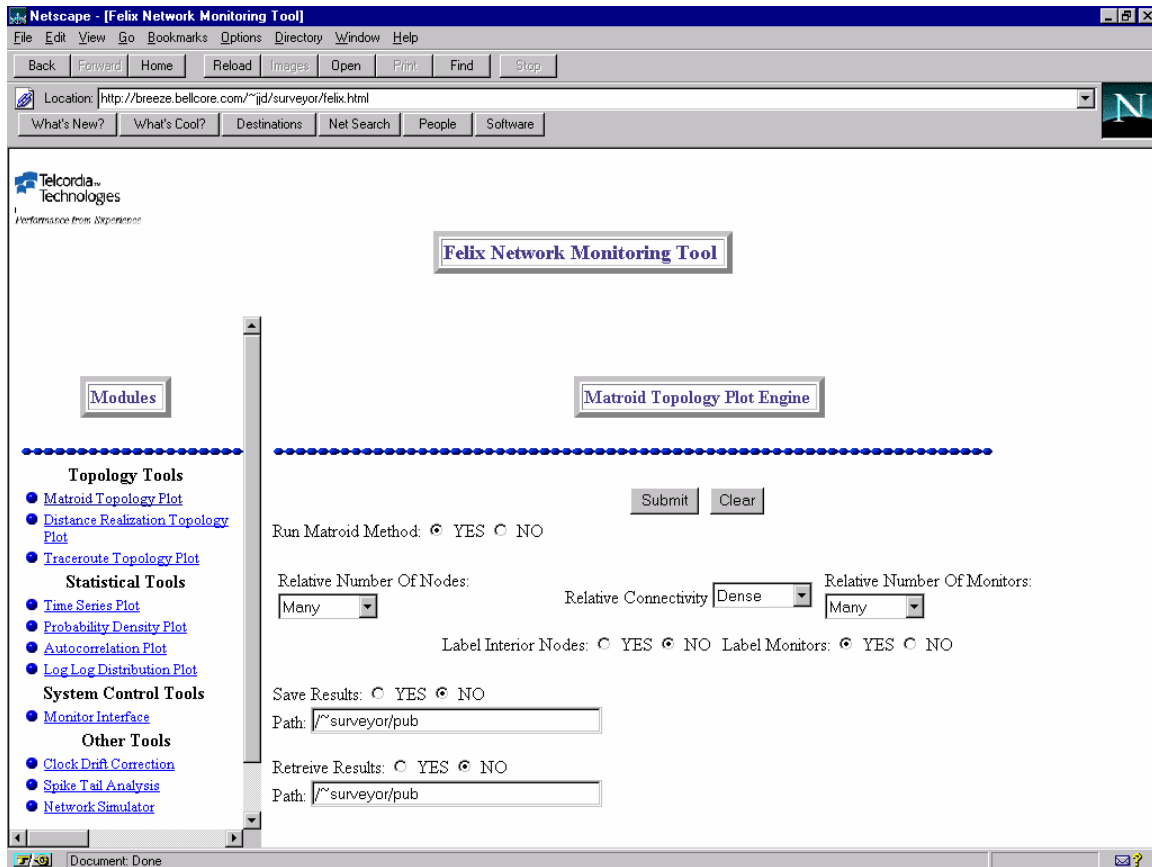 Netscape - [Felix Network Monitoring Tool]
File Edit View Go Bookmarks Options Directory Window Help
Back Forward Home Reload Images Open Print Find Stop
Location: http://breeze.bellcore.com/~jjd/surveyor/felix.html
N
What's New? What's Cool? Destinations Net Search People Software
Telcordia™
Technologies
Performance from Experience
Felix Network Monitoring Tool
Modules
Topology Tools
Matroid Topology Plot
Distance Realization Topology
Plot
Traceroute Topology Plot
Statistical Tools
Time Series Plot
Probability Density Plot
Autocorrelation Plot
Log Log Distribution Plot
System Control Tools
Monitor Interface
Other Tools
Clock Drift Correction
Spike Tail Analysis
Network Simulator
Matroid Topology Plot Engine
Submit Clear
Run Matroid Method: YES NO
Relative Number Of Nodes:
Many
Relative Connectivity Dense
Relative Number Of Monitors:
Many
Label Interior Nodes: YES NO Label Monitors: YES NO
Save Results: YES NO
Path: /~surveyor/pub
Retreive Results: YES NO
Path: /~surveyor/pub
Document: Done